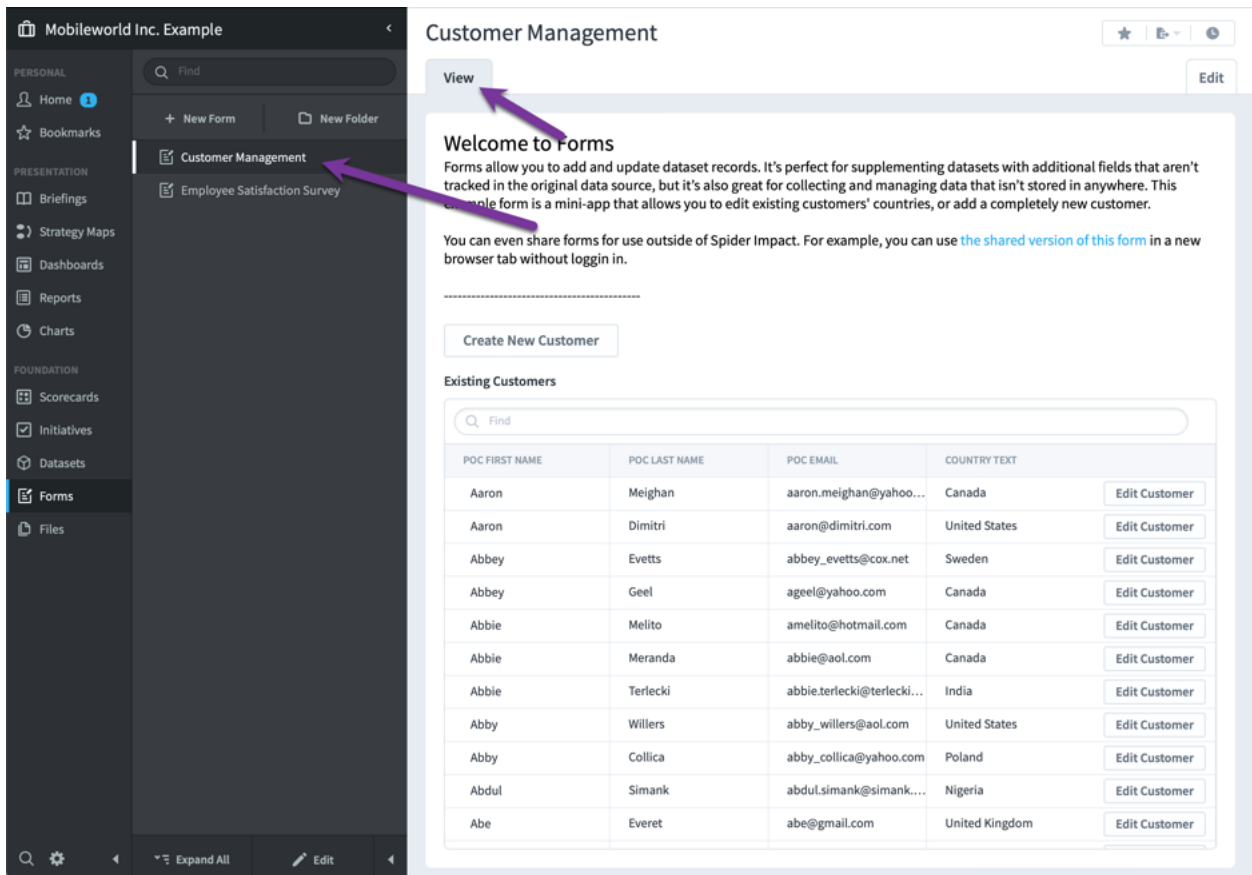 Mobileworld Inc. Example
PERSONAL
Home 1
Bookmarks
PRESENTATION
Briefings
Strategy Maps
Dashboards
Reports
Charts
FOUNDATION
Scorecards
Initiatives
Datasets
Forms
Files
Find
+ New Form
New Folder
Customer Management
Employee Satisfaction Survey
Expand All
Edit
Customer Management
View
Edit
Welcome to Forms
Forms allow you to add and update dataset records. It's perfect for supplementing datasets with additional fields that aren't
tracked in the original data source, but it's also great for collecting and managing data that isn't stored in anywhere. This
example form is a mini-app that allows you to edit existing customers' countries, or add a completely new customer.
You can even share forms for use outside of Spider Impact. For example, you can use the shared version of this form in a new
browser tab without loggin in.
-------------------------------------------
Create New Customer
Existing Customers
Find
POC FIRST NAME POC LAST NAME POC EMAIL COUNTRY TEXT
Aaron Meighan aaron.meighan@yahoo... Canada Edit Customer
Aaron Dimitri aaron@dimitri.com United States Edit Customer
Abbey Evetts abbey_evetts@cox.net Sweden Edit Customer
Abbey Geel ageel@yahoo.com Canada Edit Customer
Abbie Melito amelito@hotmail.com Canada Edit Customer
Abbie Meranda abbie@aol.com Canada Edit Customer
Abbie Terlecki abbie.terlecki@terlecki... India Edit Customer
Abby Willers abby_willers@aol.com United States Edit Customer
Abby Collica abby_collica@yahoo.com Poland Edit Customer
Abdul Simank abdul.simank@simank.... Nigeria Edit Customer
Abe Everet abe@gmail.com United Kingdom Edit Customer